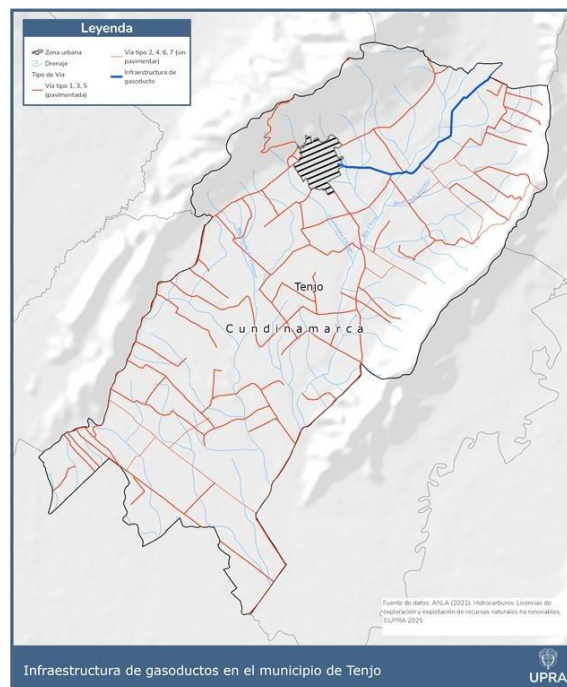 Leyenda
Zona urbana
Drenaje
Tipo de Vía
Vía tipo 1, 3, 5
(pavimentada)
Vía tipo 2, 4, 6, 7 (sin
pavimentar)
Infraestructura de
gasoducto
Tenjo
Cundinamarca
Fuente de datos: ANLA (2021). Hidrocarburos: Licencias de
exploración y explotación de recursos naturales no renovables.
©UPRA 2025
Infraestructura de gasoductos en el municipio de Tenjo
UPRA